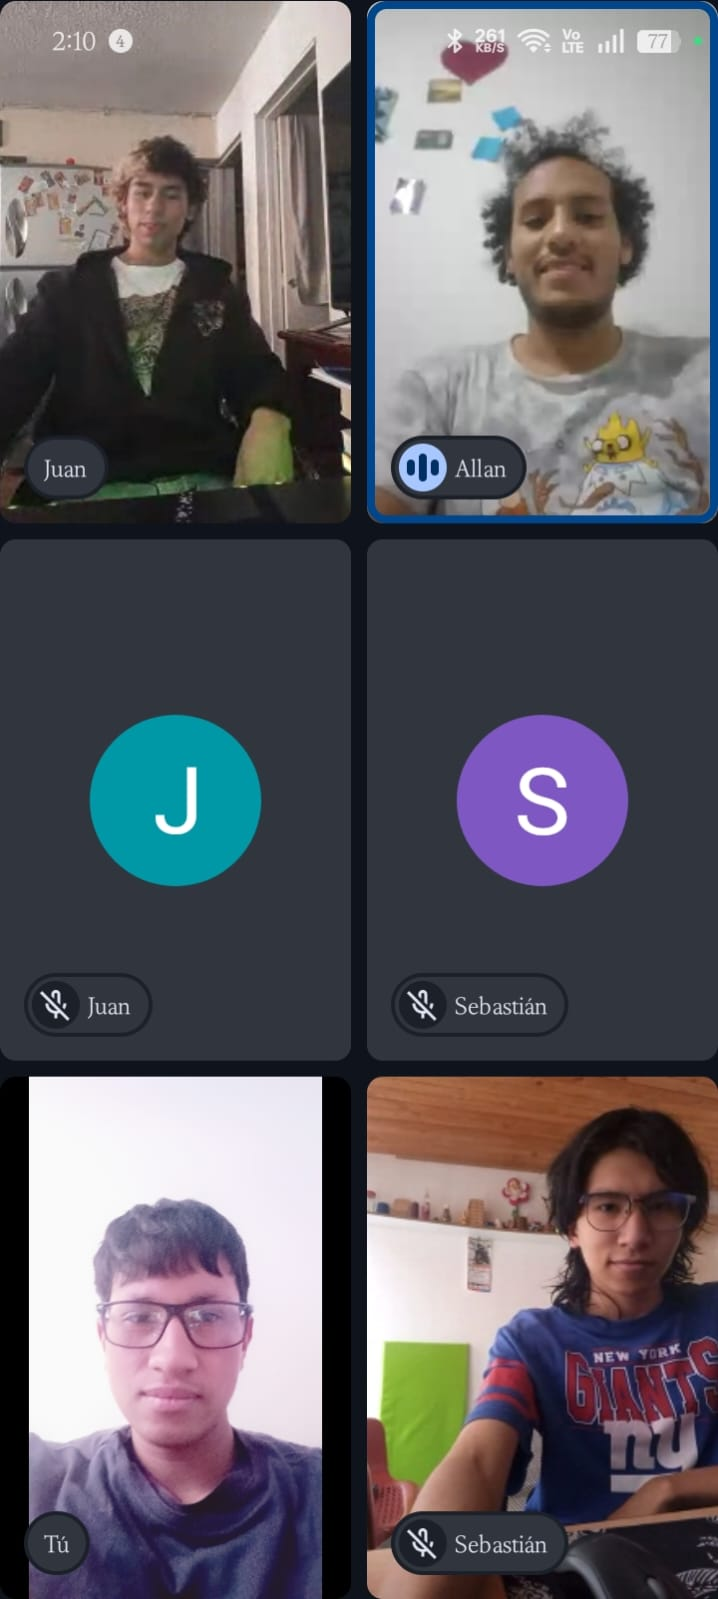 2:10 4
261
KB/S
Vo
LTE
77
Juan
Allan
J
S
Juan
Sebastián
NEW YORK
GIANTS
ny
Tú
Sebastián